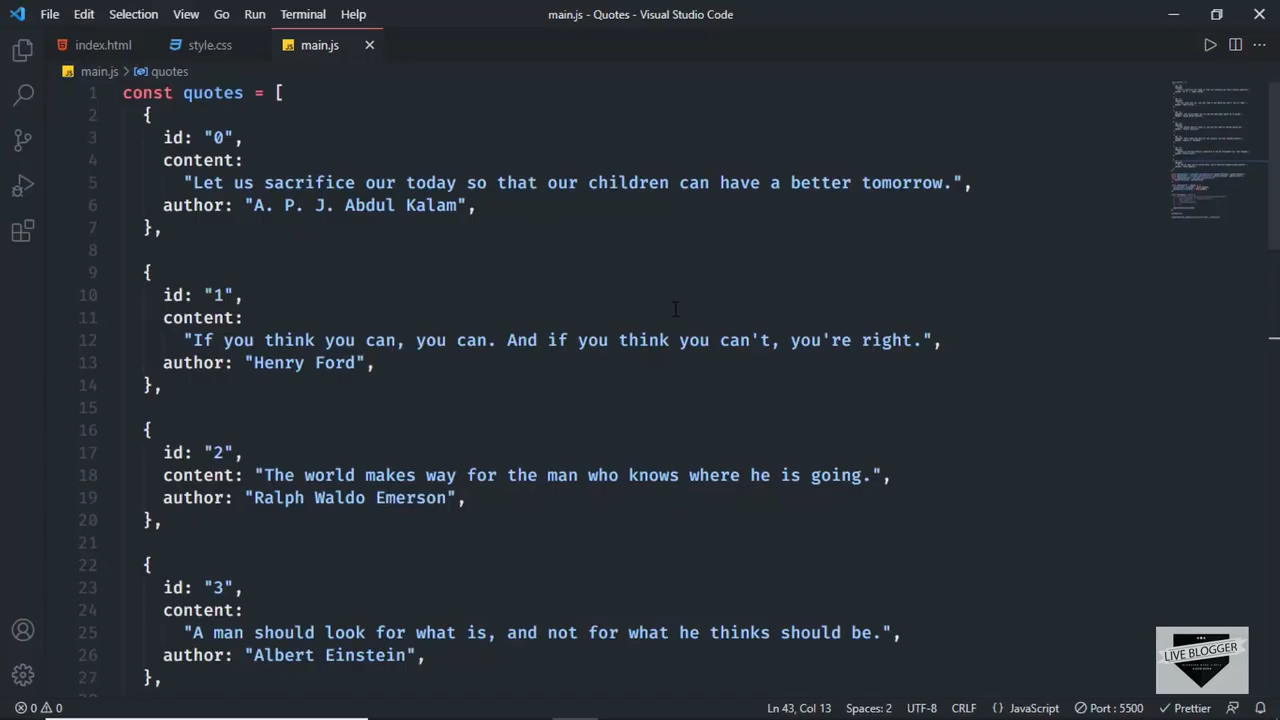 File Edit Selection View Go Run Terminal Help main.js - Quotes - Visual Studio Code
index.html style.css main.js
main.js > quotes
1 const quotes = [
2 {
3 id: "0",
4 content:
5 "Let us sacrifice our today so that our children can have a better tomorrow.",
6 author: "A. P. J. Abdul Kalam",
7 },
8
9 {
10 id: "1",
11 content:
12 "If you think you can, you can. And if you think you can't, you're right.",
13 author: "Henry Ford",
14 },
15
16 {
17 id: "2",
18 content: "The world makes way for the man who knows where he is going.",
19 author: "Ralph Waldo Emerson",
20 },
21
22 {
23 id: "3",
24 content:
25 "A man should look for what is, and not for what he thinks should be.",
26 author: "Albert Einstein",
27 },
LIVE BLOGGER
0 0 Ln 43, Col 13 Spaces: 2 UTF-8 CRLF {} JavaScript Port : 5500 Prettier